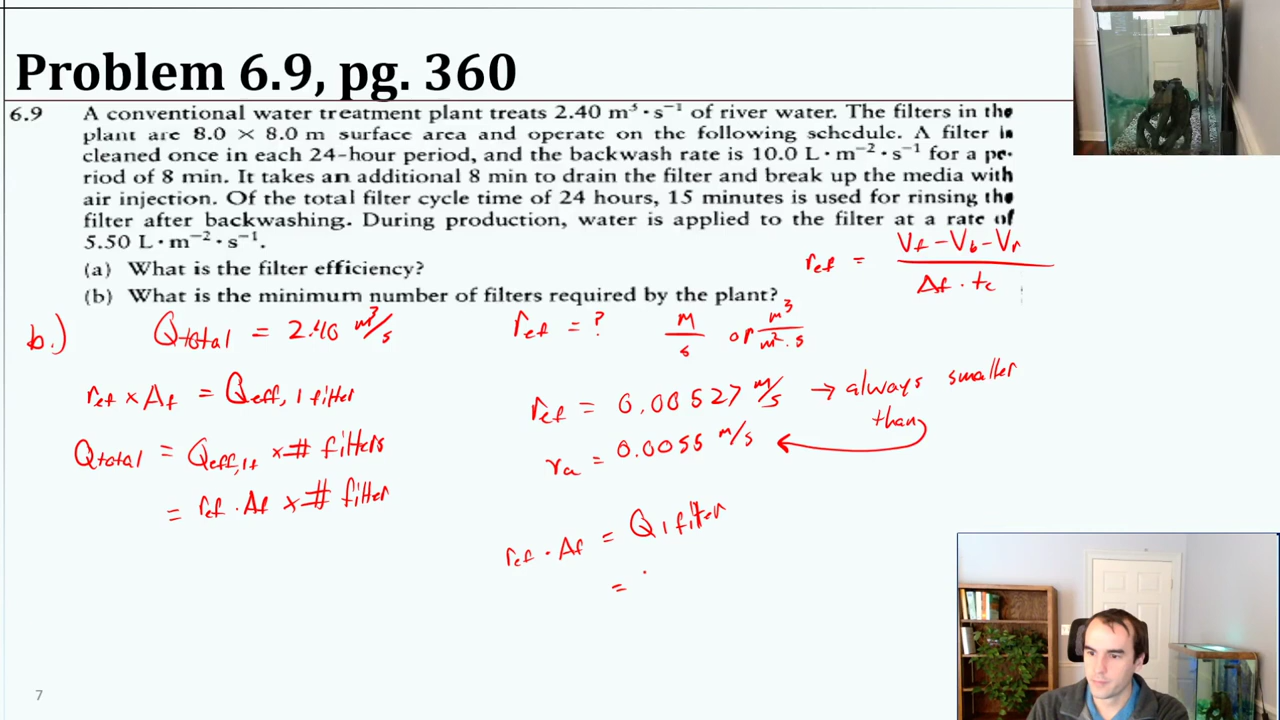 Problem 6.9, pg. 360
6.9 A conventional water treatment plant treats 2.40 m³ · s⁻¹ of river water. The filters in the
plant are 8.0 × 8.0 m surface area and operate on the following schedule. A filter is
cleaned once in each 24-hour period, and the backwash rate is 10.0 L · m⁻² · s⁻¹ for a pe-
riod of 8 min. It takes an additional 8 min to drain the filter and break up the media with
air injection. Of the total filter cycle time of 24 hours, 15 minutes is used for rinsing the
filter after backwashing. During production, water is applied to the filter at a rate of
5.50 L · m⁻² · s⁻¹.
(a) What is the filter efficiency?
(b) What is the minimum number of filters required by the plant?
ref = Vf - Vb - Vr / Af · tc
b.) Qtotal = 2.40 m³/s
ref × Af = Qeff, 1 filter
Qtotal = Qeff, 1f × # filters
= ref · Af × # filter
ref = ? m/s or m³/m² · s
ref = 0.00527 m/s → always smaller
than
ra = 0.0055 m/s
ref · Af = Q 1 filter
=
7